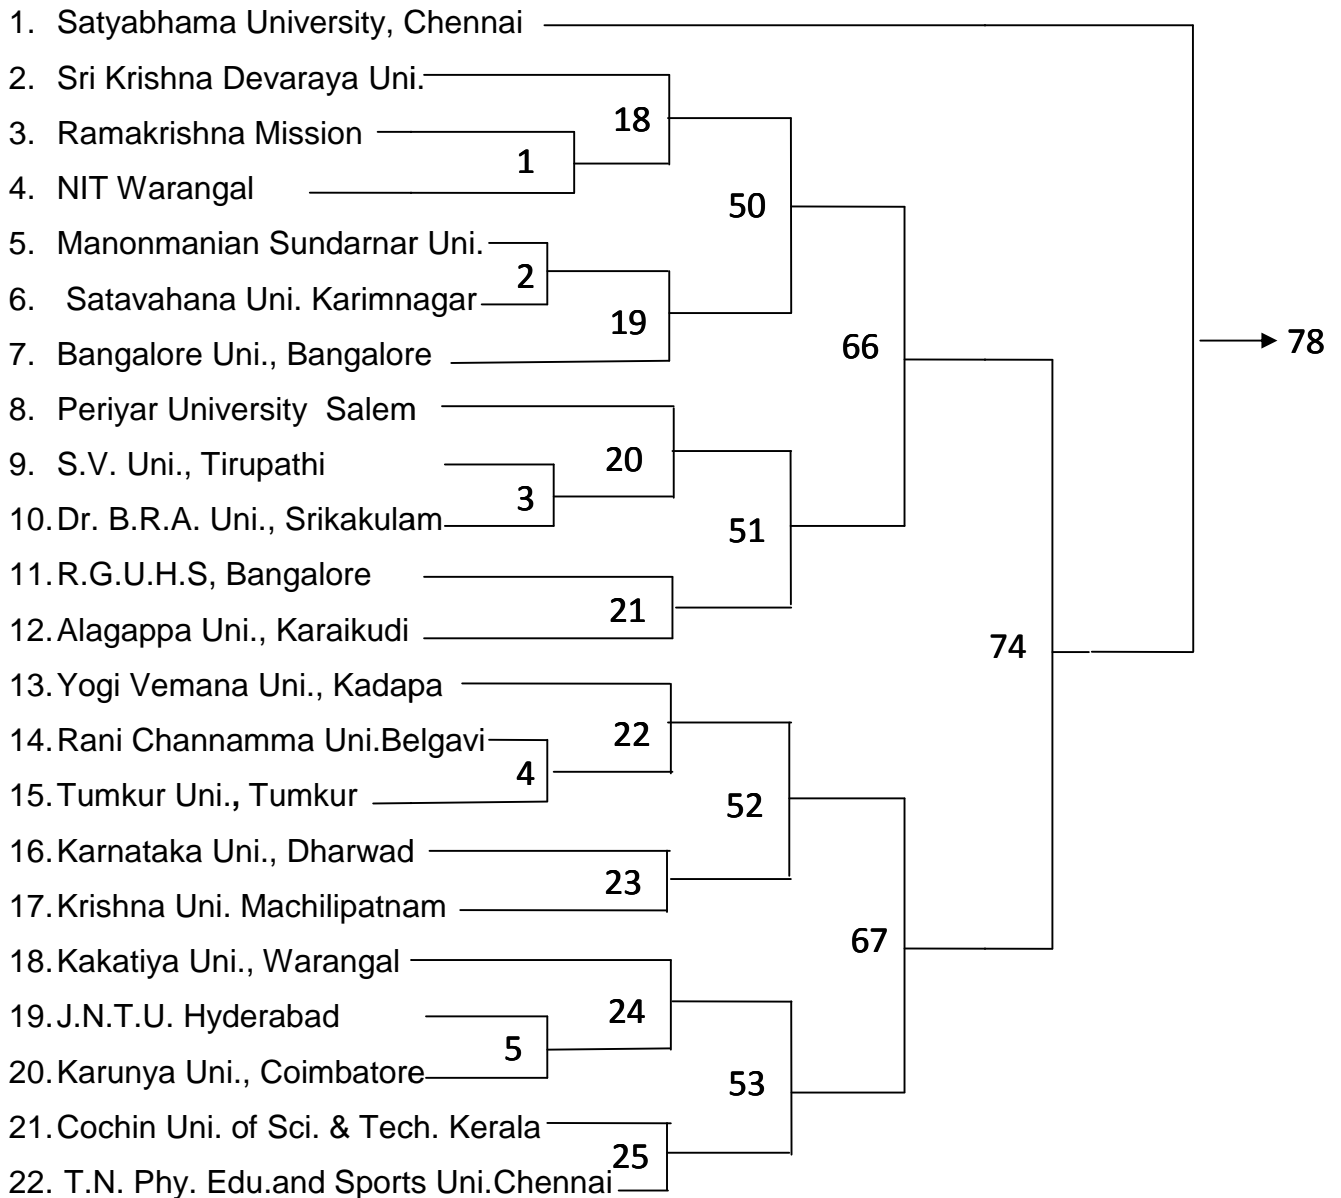 1. Satyabhama University, Chennai
2. Sri Krishna Devaraya Uni.
18
3. Ramakrishna Mission
1
4. NIT Warangal
50
5. Manonmanian Sundarnar Uni.
2
6. Satavahana Uni. Karimnagar
19
7. Bangalore Uni., Bangalore
66
78
8. Periyar University Salem
20
9. S.V. Uni., Tirupathi
3
10. Dr. B.R.A. Uni., Srikakulam
51
11. R.G.U.H.S, Bangalore
21
12. Alagappa Uni., Karaikudi
74
13. Yogi Vemana Uni., Kadapa
22
14. Rani Channamma Uni.Belgavi
4
15. Tumkur Uni., Tumkur
52
16. Karnataka Uni., Dharwad
23
17. Krishna Uni. Machilipatnam
67
18. Kakatiya Uni., Warangal
24
19. J.N.T.U. Hyderabad
5
20. Karunya Uni., Coimbatore
53
21. Cochin Uni. of Sci. & Tech. Kerala
25
22. T.N. Phy. Edu.and Sports Uni.Chennai